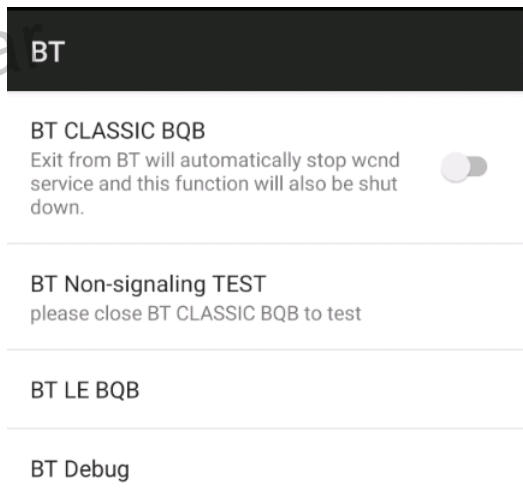 BT
BT CLASSIC BQB
Exit from BT will automatically stop wcnd
service and this function will also be shut
down.
BT Non-signaling TEST
please close BT CLASSIC BQB to test
BT LE BQB
BT Debug